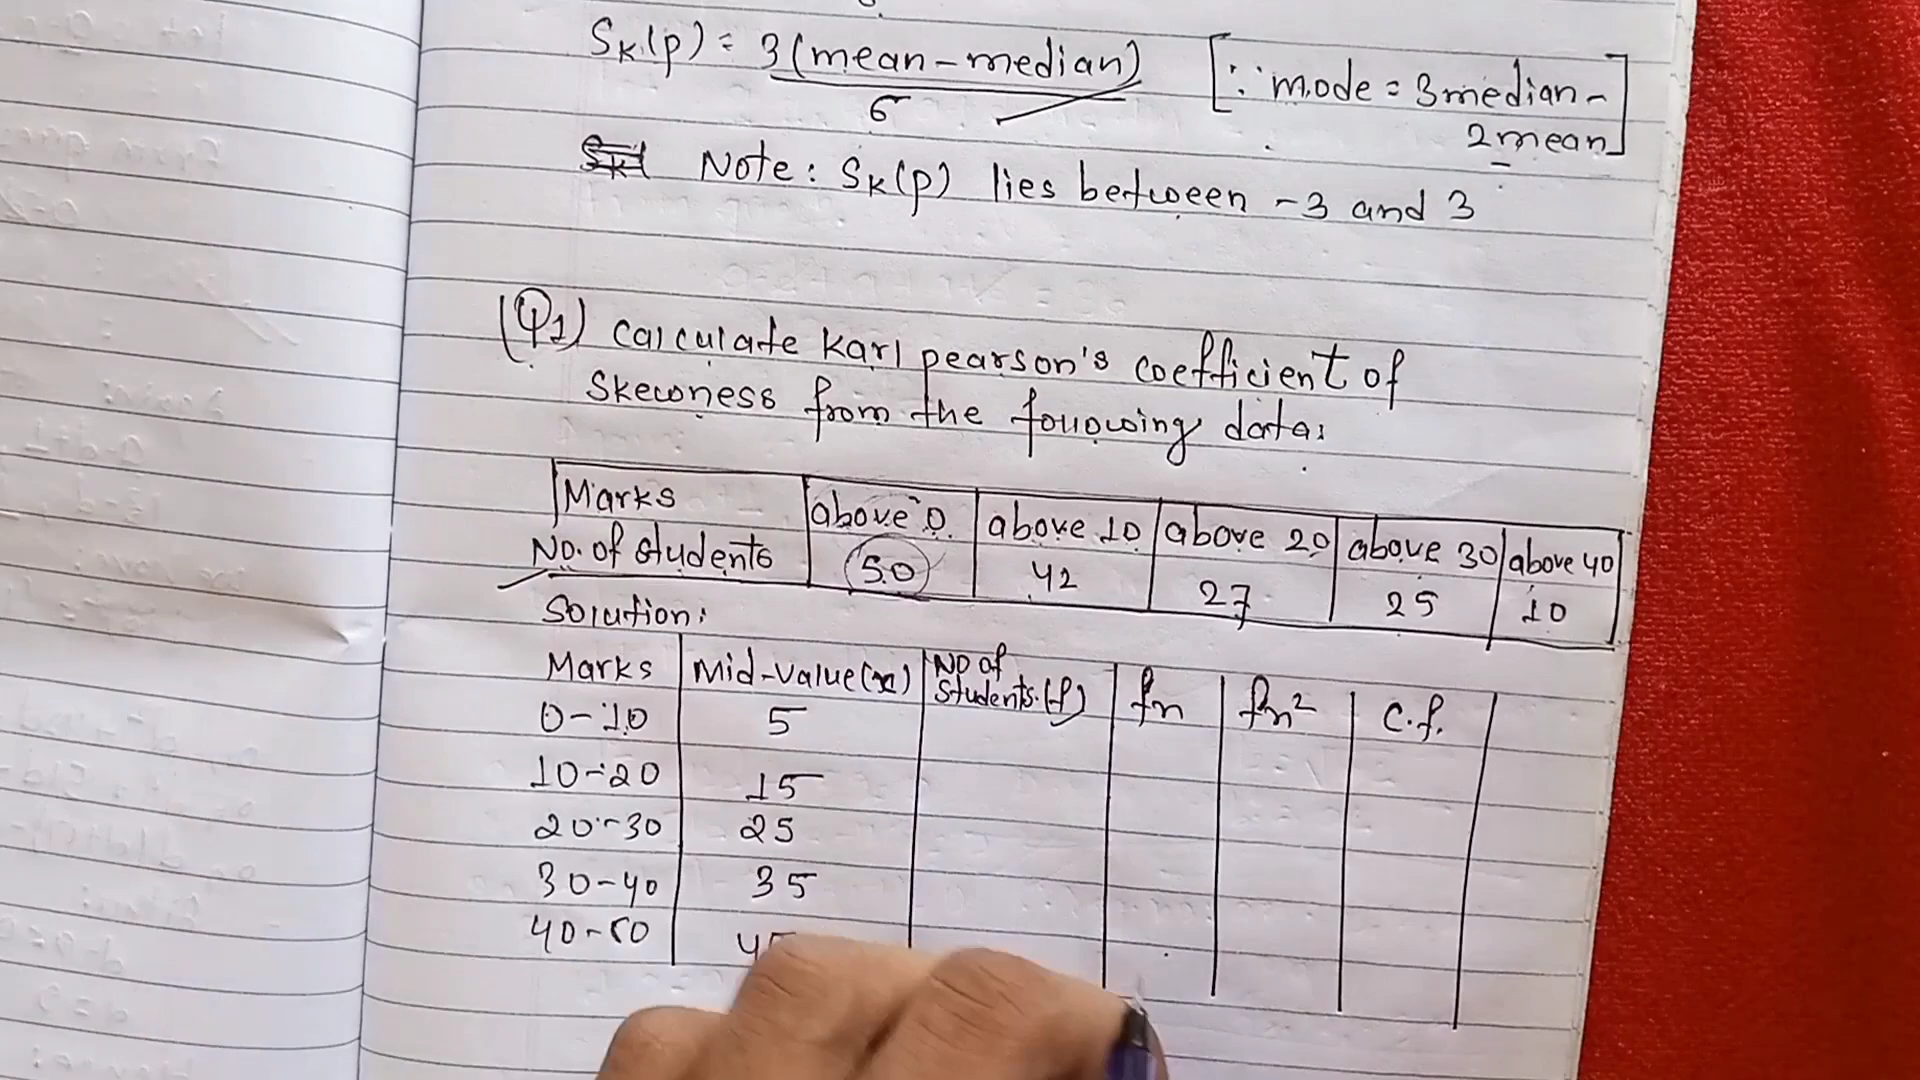 Sk(p) = 3(mean - median) / σ [∵ mode = 3median - 2mean]
Note: Sk(p) lies between -3 and 3
(Q1) Calculate Karl pearson's coefficient of
Skewness from the following data:
Marks above 0 above 10 above 20 above 30 above 40
No. of students 50 42 27 25 10
Solution:
Marks Mid-value(x) No of Students (f) fx fx² c.f.
0-10 5
10-20 15
20-30 25
30-40 35
40-50 45